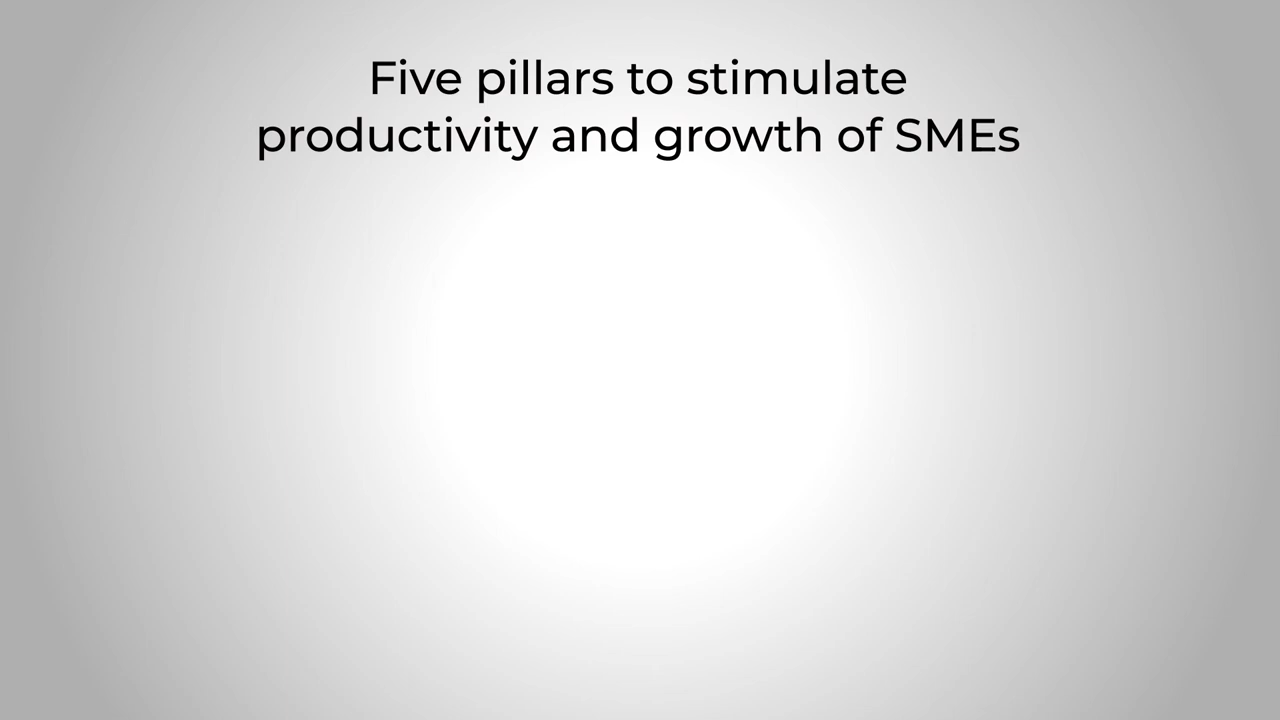 Five pillars to stimulate
productivity and growth of SMEs